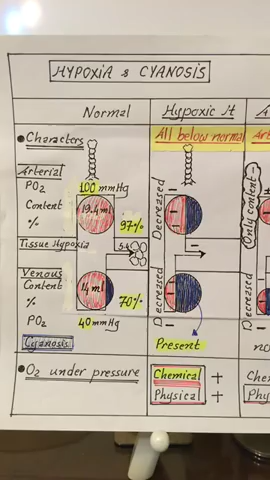 HYPOXIA & CYANOSIS
Normal
Hypoxic H
Characters
All below normal
Arterial
PO₂ 100 mmHg
Content 19.4 ml
% 97%
Decreased
Only content
Tissue Hypoxia 5.4
Venous
Content 14 ml
% 70%
PO₂ 40 mmHg
Decreased
Cyanosis
Present
O₂ under pressure
Chemical +
Physical +